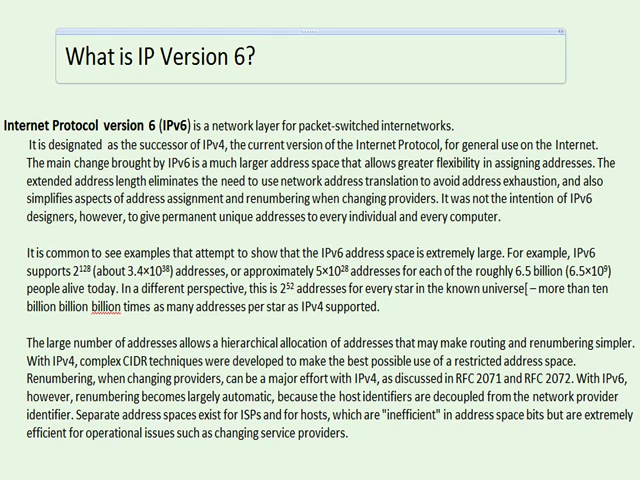 What is IP Version 6?
Internet Protocol version 6 (IPv6) is a network layer for packet-switched internetworks.
It is designated as the successor of IPv4, the current version of the Internet Protocol, for general use on the Internet.
The main change brought by IPv6 is a much larger address space that allows greater flexibility in assigning addresses. The
extended address length eliminates the need to use network address translation to avoid address exhaustion, and also
simplifies aspects of address assignment and renumbering when changing providers. It was not the intention of IPv6
designers, however, to give permanent unique addresses to every individual and every computer.
It is common to see examples that attempt to show that the IPv6 address space is extremely large. For example, IPv6
supports 2¹²⁸ (about 3.4×10³⁸) addresses, or approximately 5×10²⁸ addresses for each of the roughly 6.5 billion (6.5×10⁹)
people alive today. In a different perspective, this is 2⁵² addresses for every star in the known universe[ – more than ten
billion billion billion times as many addresses per star as IPv4 supported.
The large number of addresses allows a hierarchical allocation of addresses that may make routing and renumbering simpler.
With IPv4, complex CIDR techniques were developed to make the best possible use of a restricted address space.
Renumbering, when changing providers, can be a major effort with IPv4, as discussed in RFC 2071 and RFC 2072. With IPv6,
however, renumbering becomes largely automatic, because the host identifiers are decoupled from the network provider
identifier. Separate address spaces exist for ISPs and for hosts, which are "inefficient" in address space bits but are extremely
efficient for operational issues such as changing service providers.